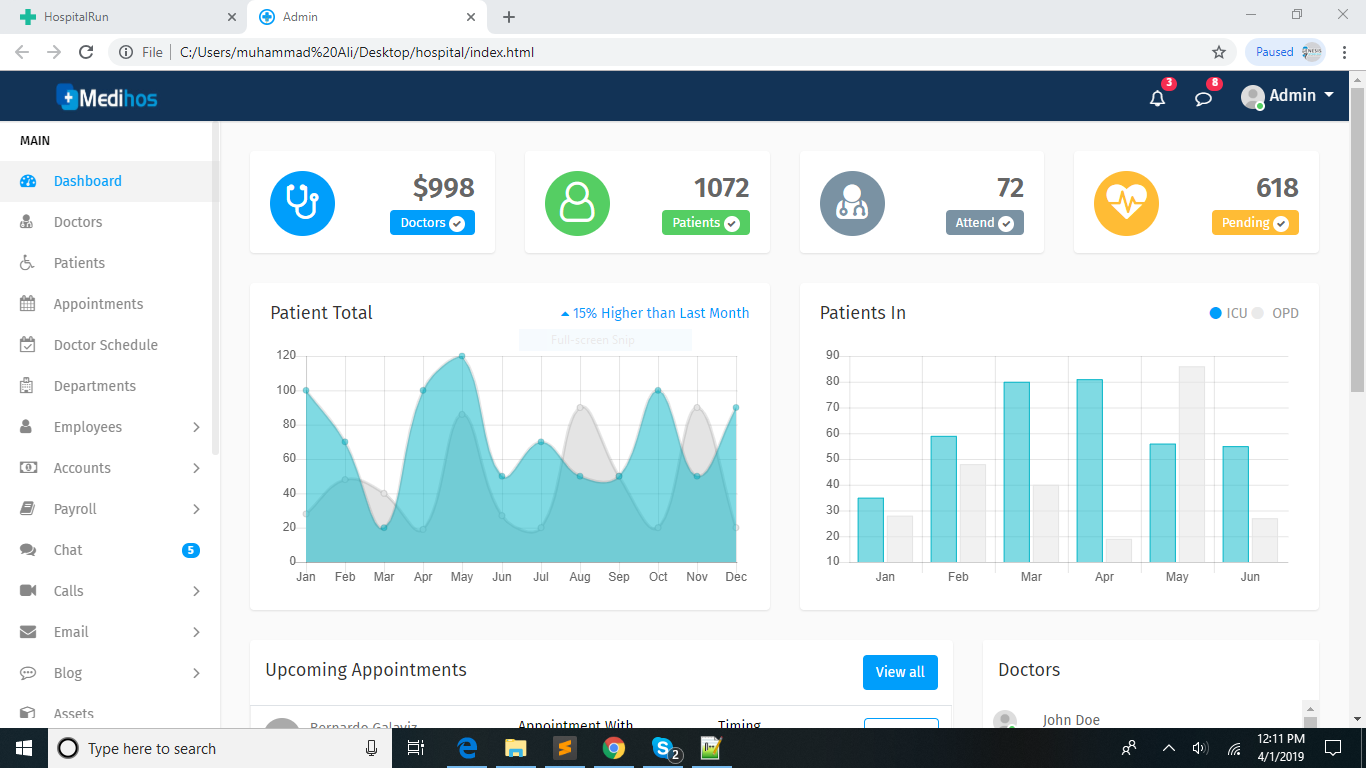 HospitalRun
Admin
File
C:/Users/muhammad%20Ali/Desktop/hospital/index.html
Paused
Medihos
3
8
Admin
MAIN
Dashboard
Doctors
Patients
Appointments
Doctor Schedule
Departments
Employees
Accounts
Payroll
Chat
5
Calls
Email
Blog
Assets
$998
Doctors
1072
Patients
72
Attend
618
Pending
Patient Total
15% Higher than Last Month
Full-screen Snip
120
100
80
60
40
20
0
Jan Feb Mar Apr May Jun Jul Aug Sep Oct Nov Dec
Patients In
ICU OPD
90
80
70
60
50
40
30
20
10
Jan Feb Mar Apr May Jun
Upcoming Appointments
View all
Bernardo Galaviz
Appointment With
Timing
Doctors
John Doe
Type here to search
2
12:11 PM
4/1/2019